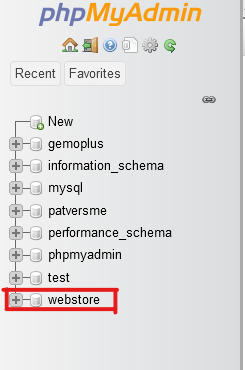 phpMyAdmin
Recent Favorites
New
gemoplus
information_schema
mysql
patversme
performance_schema
phpmyadmin
test
webstore